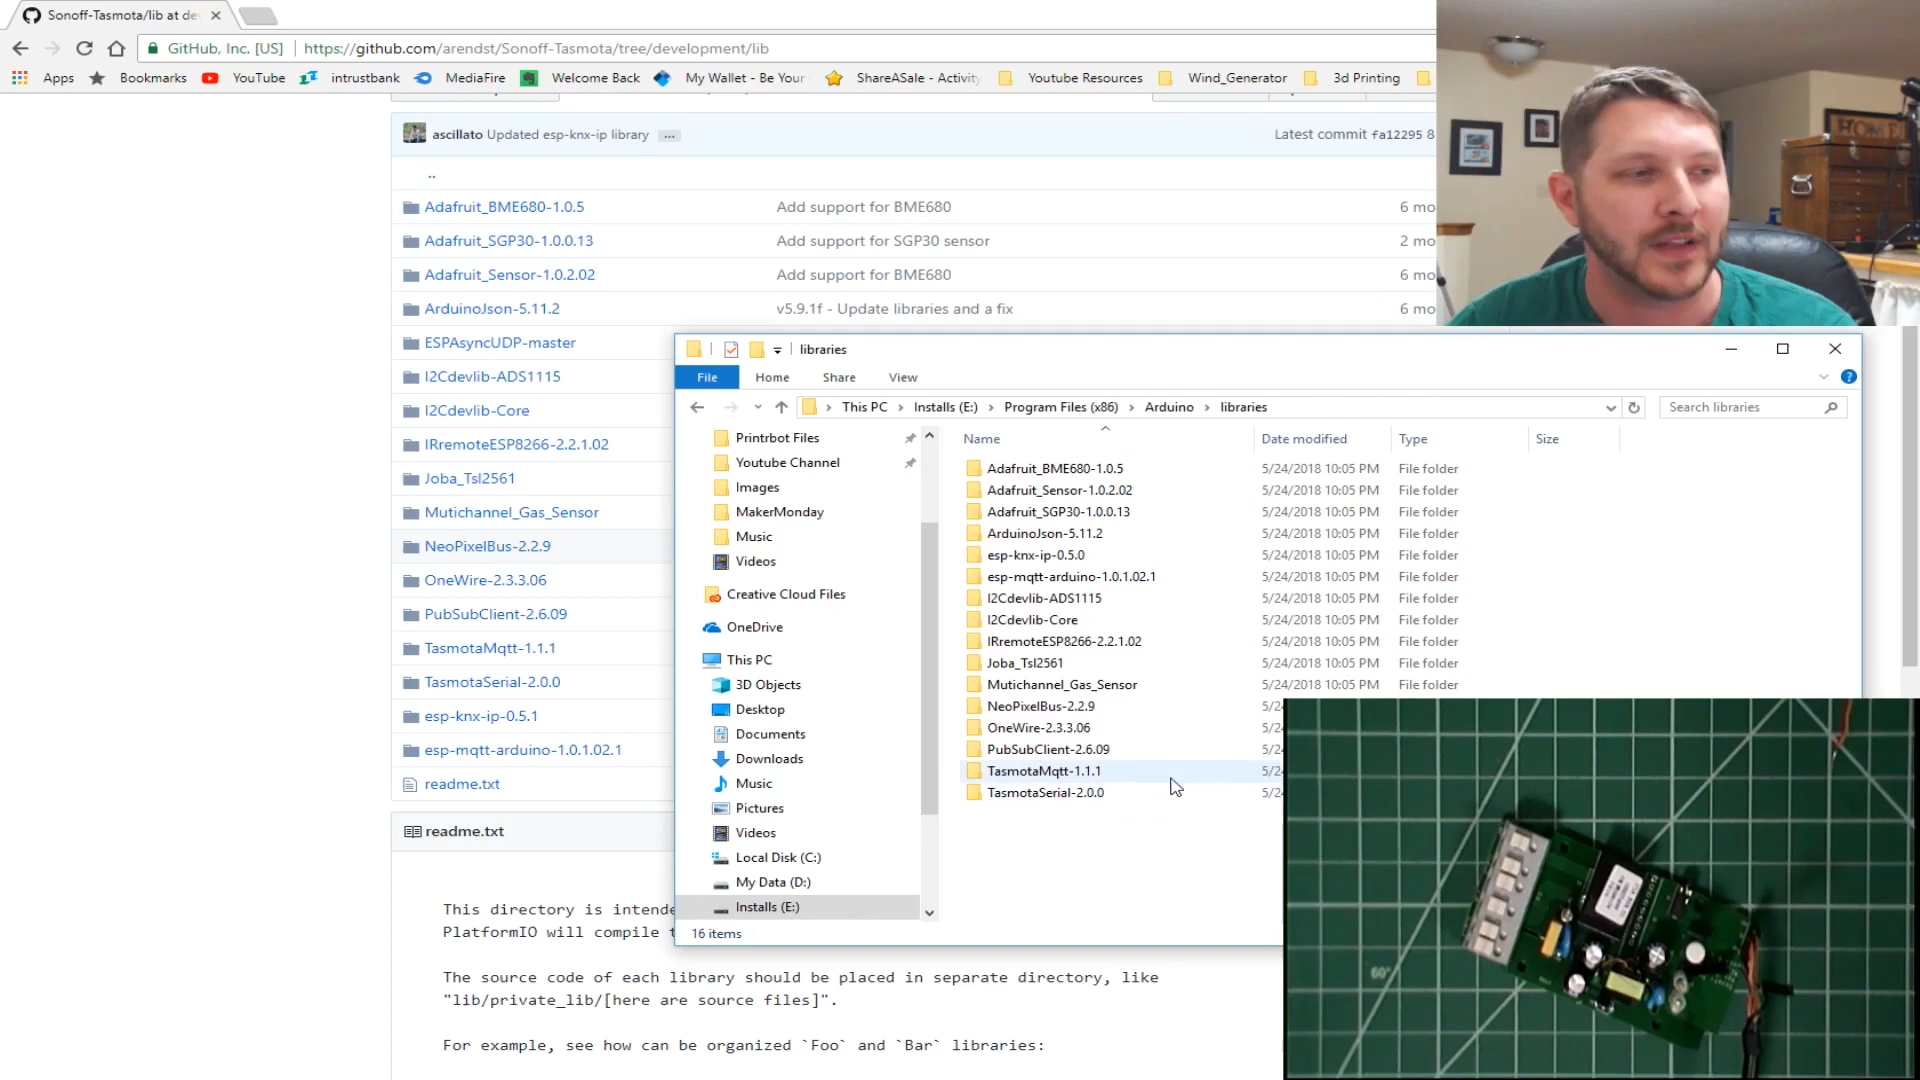 Sonoff-Tasmota/lib at de
GitHub, Inc. [US] https://github.com/arendst/Sonoff-Tasmota/tree/development/lib
Apps Bookmarks YouTube intrustbank MediaFire Welcome Back My Wallet - Be Your ShareASale - Activity Youtube Resources Wind_Generator 3d Printing
ascillato Updated esp-knx-ip library ... Latest commit fa12295 8
..
Adafruit_BME680-1.0.5 Add support for BME680 6 mo
Adafruit_SGP30-1.0.0.13 Add support for SGP30 sensor 2 mo
Adafruit_Sensor-1.0.2.02 Add support for BME680 6 mo
ArduinoJson-5.11.2 v5.9.1f - Update libraries and a fix 6 mo
ESPAsyncUDP-master
I2Cdevlib-ADS1115
I2Cdevlib-Core
IRremoteESP8266-2.2.1.02
Joba_Tsl2561
Mutichannel_Gas_Sensor
NeoPixelBus-2.2.9
OneWire-2.3.3.06
PubSubClient-2.6.09
TasmotaMqtt-1.1.1
TasmotaSerial-2.0.0
esp-knx-ip-0.5.1
esp-mqtt-arduino-1.0.1.02.1
readme.txt
readme.txt
This directory is intende
PlatformIO will compile t
The source code of each library should be placed in separate directory, like
"lib/private_lib/[here are source files]".
For example, see how can be organized `Foo` and `Bar` libraries:
libraries
File Home Share View
This PC Installs (E:) Program Files (x86) Arduino libraries Search libraries
Printrbot Files
Youtube Channel
Images
MakerMonday
Music
Videos
Creative Cloud Files
OneDrive
This PC
3D Objects
Desktop
Documents
Downloads
Music
Pictures
Videos
Local Disk (C:)
My Data (D:)
Installs (E:)
Name Date modified Type Size
Adafruit_BME680-1.0.5 5/24/2018 10:05 PM File folder
Adafruit_Sensor-1.0.2.02 5/24/2018 10:05 PM File folder
Adafruit_SGP30-1.0.0.13 5/24/2018 10:05 PM File folder
ArduinoJson-5.11.2 5/24/2018 10:05 PM File folder
esp-knx-ip-0.5.0 5/24/2018 10:05 PM File folder
esp-mqtt-arduino-1.0.1.02.1 5/24/2018 10:05 PM File folder
I2Cdevlib-ADS1115 5/24/2018 10:05 PM File folder
I2Cdevlib-Core 5/24/2018 10:05 PM File folder
IRremoteESP8266-2.2.1.02 5/24/2018 10:05 PM File folder
Joba_Tsl2561 5/24/2018 10:05 PM File folder
Mutichannel_Gas_Sensor 5/24/2018 10:05 PM File folder
NeoPixelBus-2.2.9 5/24
OneWire-2.3.3.06 5/24
PubSubClient-2.6.09 5/24
TasmotaMqtt-1.1.1 5/24
TasmotaSerial-2.0.0 5/24
16 items
HOME
60°